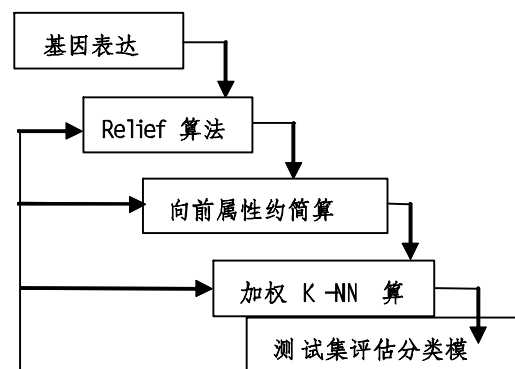 基因表达
Relief 算法
向前属性约简算
加权 K-NN 算
测试集评估分类模